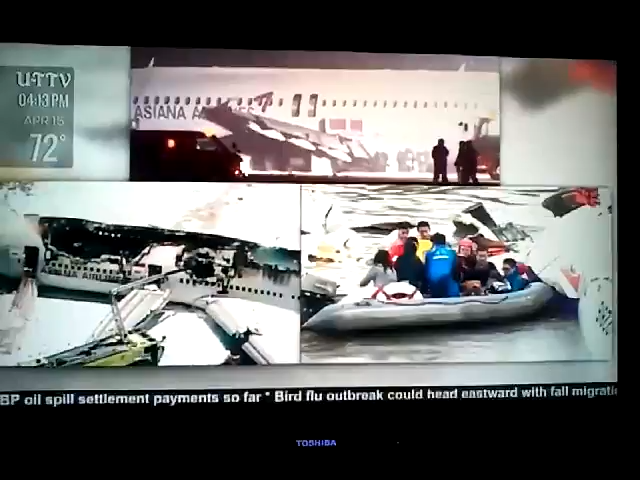 UTTV
04:13 PM
APR 15
72°
ASIANA
AIRLINES
BP oil spill settlement payments so far * Bird flu outbreak could head eastward with fall migrati
TOSHIBA